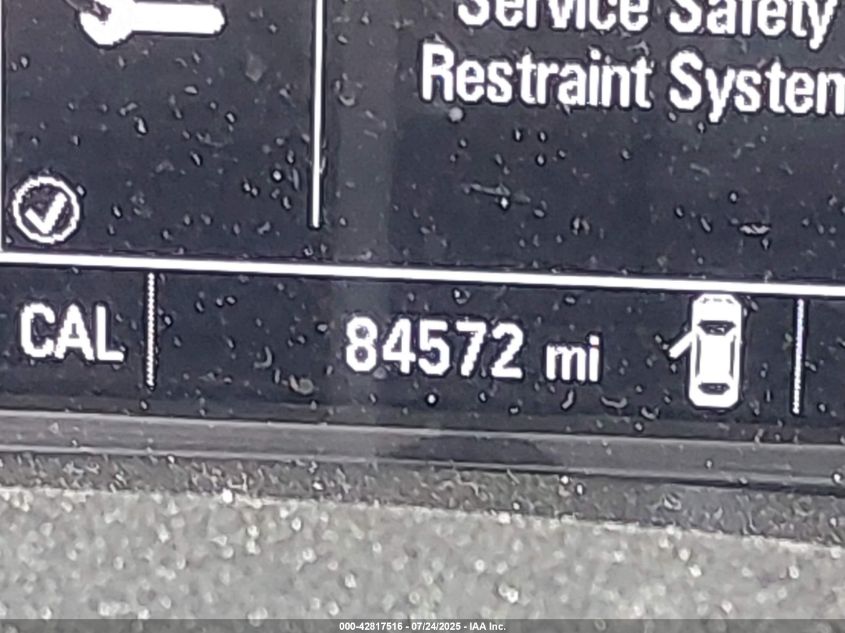 Service Safety
Restraint System
CAL 84572 mi
000-42817516 - 07/24/2025 - IAA Inc.